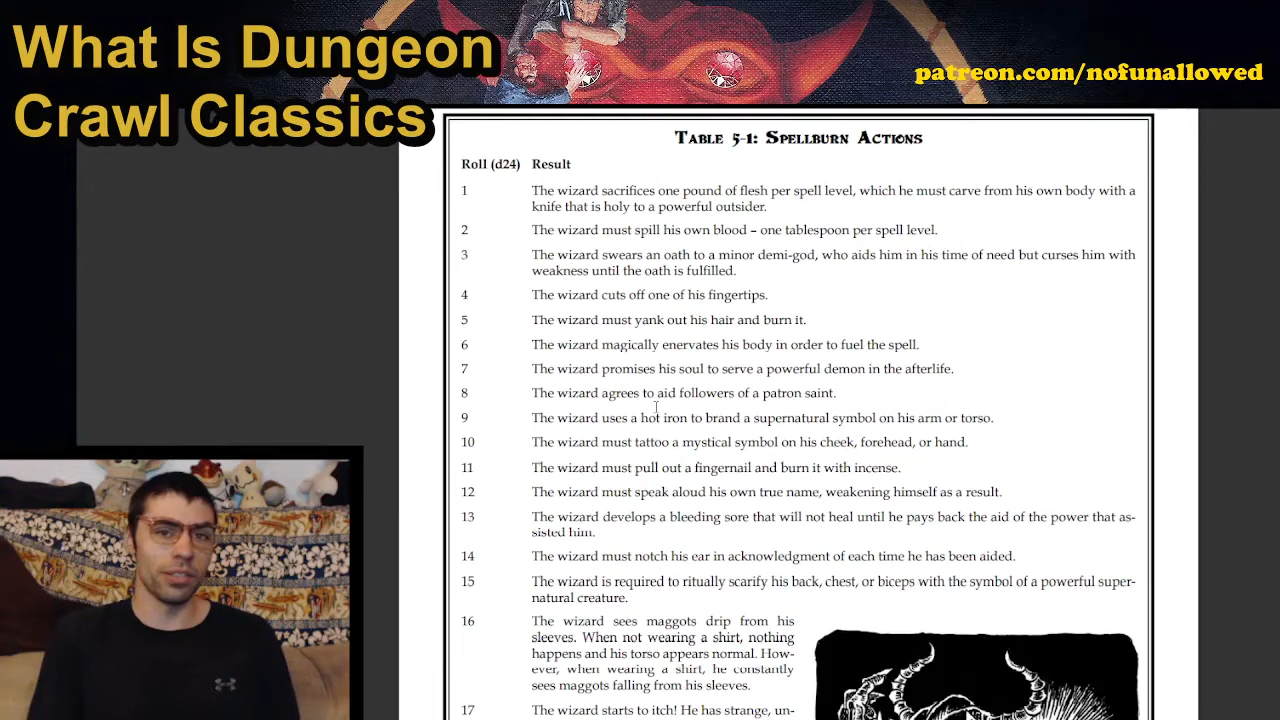 What Is Dungeon
Crawl Classics
patreon.com/nofunallowed
Table 5-1: Spellburn Actions
Roll (d24) Result
1 The wizard sacrifices one pound of flesh per spell level, which he must carve from his own body with a
knife that is holy to a powerful outsider.
2 The wizard must spill his own blood – one tablespoon per spell level.
3 The wizard swears an oath to a minor demi-god, who aids him in his time of need but curses him with
weakness until the oath is fulfilled.
4 The wizard cuts off one of his fingertips.
5 The wizard must yank out his hair and burn it.
6 The wizard magically enervates his body in order to fuel the spell.
7 The wizard promises his soul to serve a powerful demon in the afterlife.
8 The wizard agrees to aid followers of a patron saint.
9 The wizard uses a hot iron to brand a supernatural symbol on his arm or torso.
10 The wizard must tattoo a mystical symbol on his cheek, forehead, or hand.
11 The wizard must pull out a fingernail and burn it with incense.
12 The wizard must speak aloud his own true name, weakening himself as a result.
13 The wizard develops a bleeding sore that will not heal until he pays back the aid of the power that as-
sisted him.
14 The wizard must notch his ear in acknowledgment of each time he has been aided.
15 The wizard is required to ritually scarify his back, chest, or biceps with the symbol of a powerful super-
natural creature.
16 The wizard sees maggots drip from his
sleeves. When not wearing a shirt, nothing
happens and his torso appears normal. How-
ever, when wearing a shirt, he constantly
sees maggots falling from his sleeves.
17 The wizard starts to itch! He has strange, un-